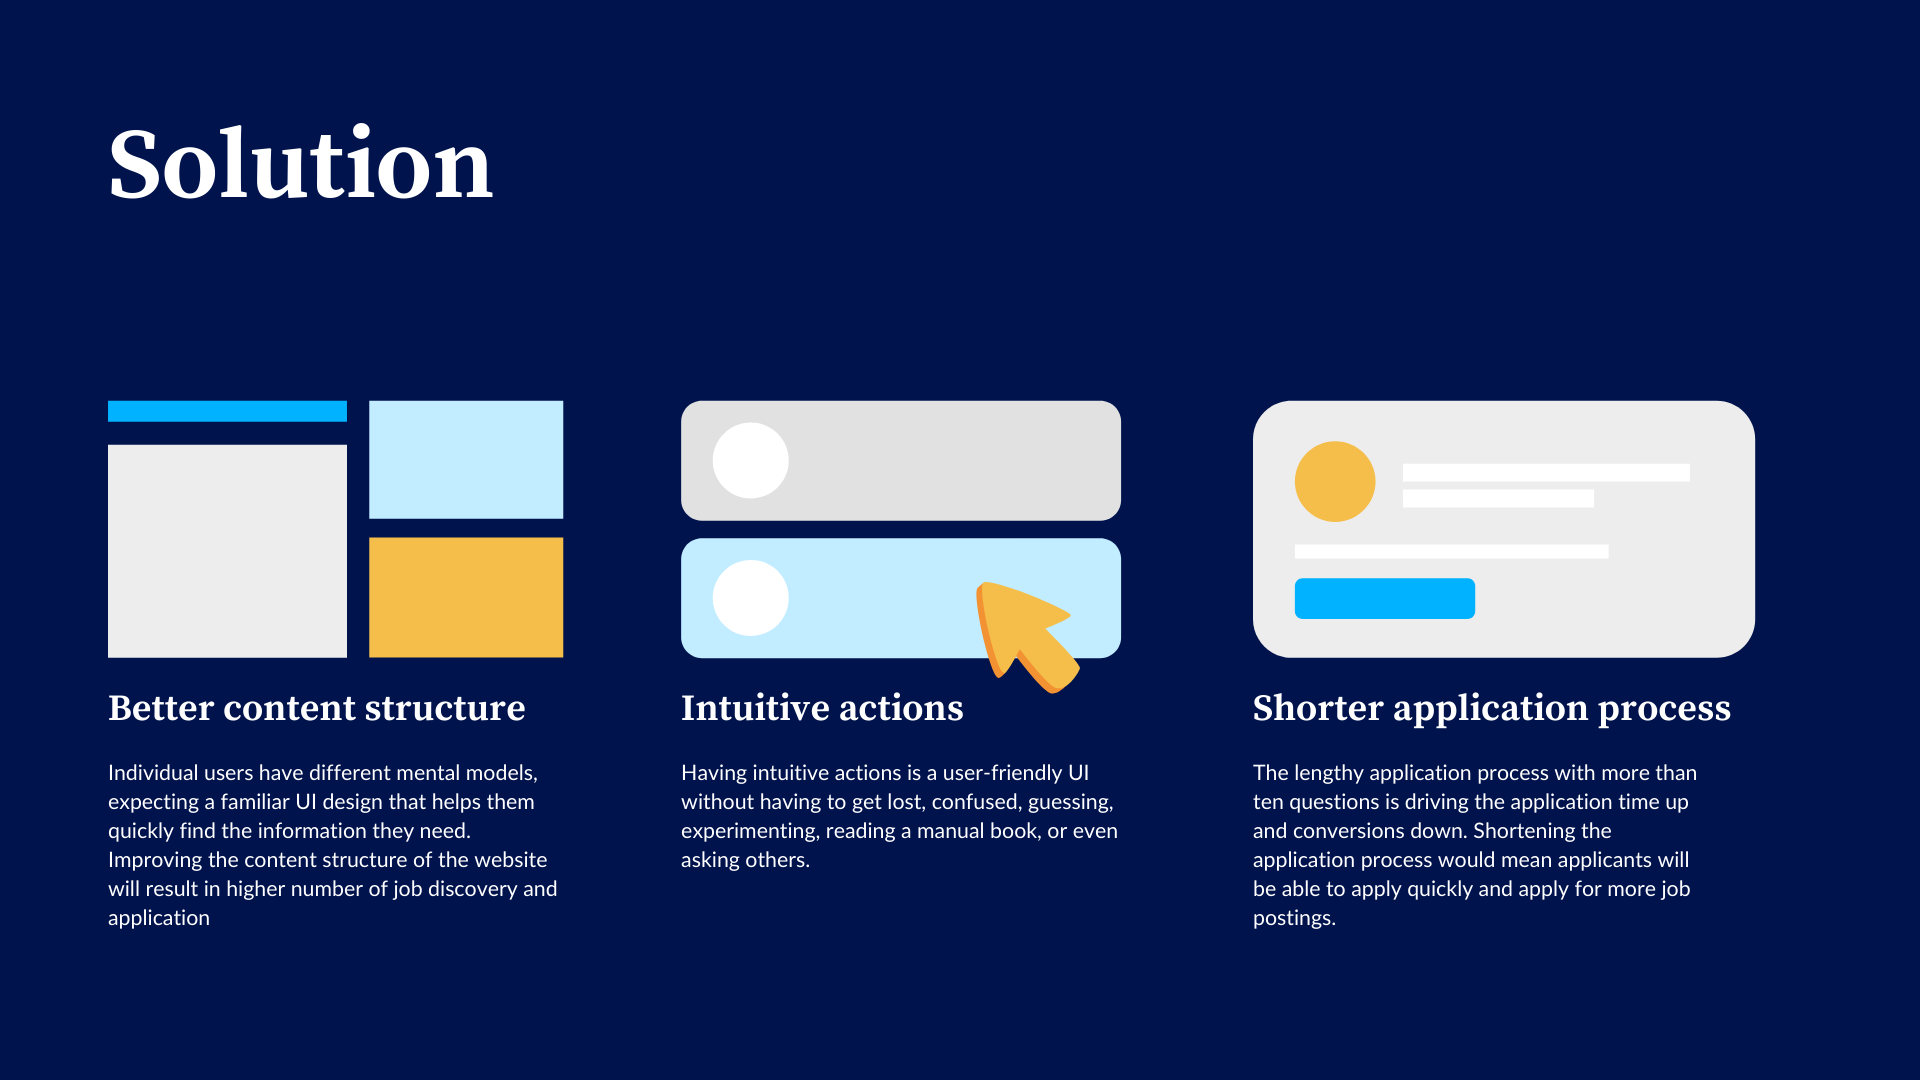 Solution
Better content structure
Individual users have different mental models,
expecting a familiar UI design that helps them
quickly find the information they need.
Improving the content structure of the website
will result in higher number of job discovery and
application
Intuitive actions
Having intuitive actions is a user-friendly UI
without having to get lost, confused, guessing,
experimenting, reading a manual book, or even
asking others.
Shorter application process
The lengthy application process with more than
ten questions is driving the application time up
and conversions down. Shortening the
application process would mean applicants will
be able to apply quickly and apply for more job
postings.